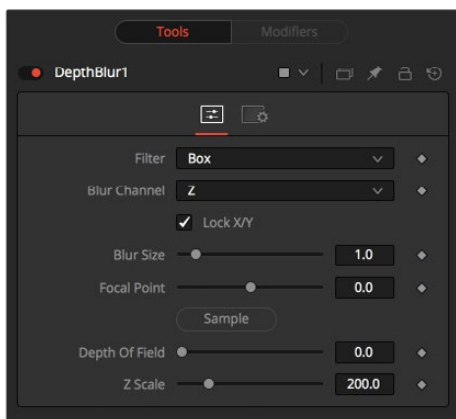 Tools Modifiers
DepthBlur1
Filter Box
Blur Channel Z
Lock X/Y
Blur Size 1.0
Focal Point 0.0
Sample
Depth Of Field 0.0
Z Scale 200.0